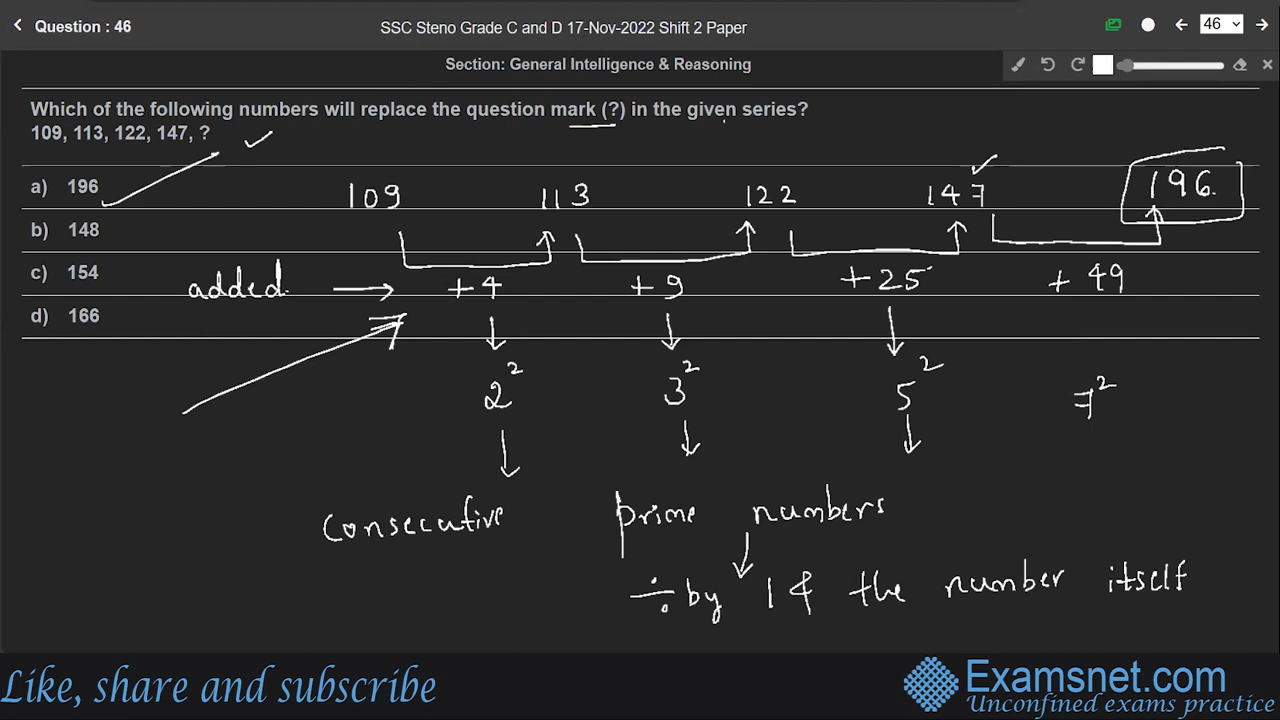 Question : 46
SSC Steno Grade C and D 17-Nov-2022 Shift 2 Paper
46
Section: General Intelligence & Reasoning
Which of the following numbers will replace the question mark (?) in the given series?
109, 113, 122, 147, ?
a) 196
109 113 122 147 196.
b) 148
c) 154
added. → +4 +9 +25 +49
d) 166
2² 3² 5² 7²
Consecutive prime numbers
÷ by 1 & the number itself
Like, share and subscribe
Examsnet.com
Unconfined exams practice